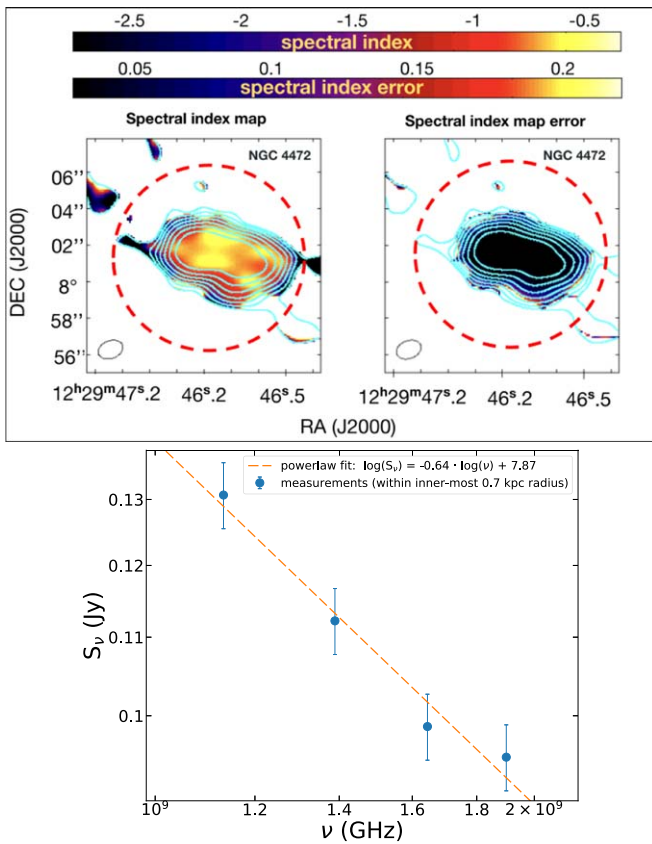 -2.5 -2 -1.5 -1 -0.5
spectral index
0.05 0.1 0.15 0.2
spectral index error
Spectral index map Spectral index map error
NGC 4472 NGC 4472
06''
04''
02''
8°
58''
56''
DEC (J2000)
12ʰ29ᵐ47ˢ.2 46ˢ.2 46ˢ.5 12ʰ29ᵐ47ˢ.2 46ˢ.2 46ˢ.5
RA (J2000)
powerlaw fit: log(Sν) = -0.64 · log(ν) + 7.87
measurements (within inner-most 0.7 kpc radius)
0.13
0.12
0.11
0.1
Sν (Jy)
10⁹ 1.2 1.4 1.6 2 × 10⁹
ν (GHz)